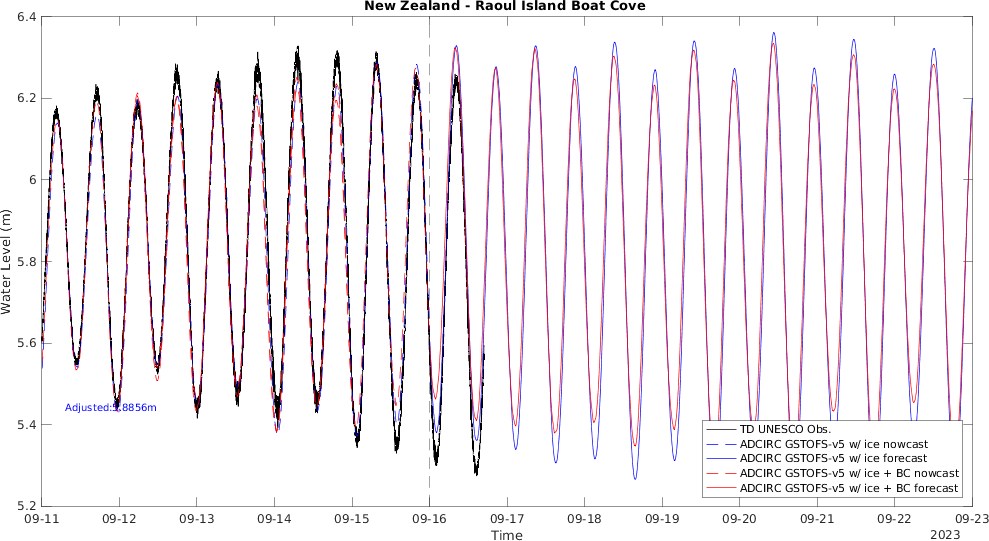 New Zealand - Raoul Island Boat Cove
6.4
6.2
6
5.8
5.6
5.4
5.2
Water Level (m)
Adjusted:5.8856m
TD UNESCO Obs.
ADCIRC GSTOFS-v5 w/ ice nowcast
ADCIRC GSTOFS-v5 w/ ice forecast
ADCIRC GSTOFS-v5 w/ ice + BC nowcast
ADCIRC GSTOFS-v5 w/ ice + BC forecast
09-11 09-12 09-13 09-14 09-15 09-16 09-17 09-18 09-19 09-20 09-21 09-22 09-23
Time
2023